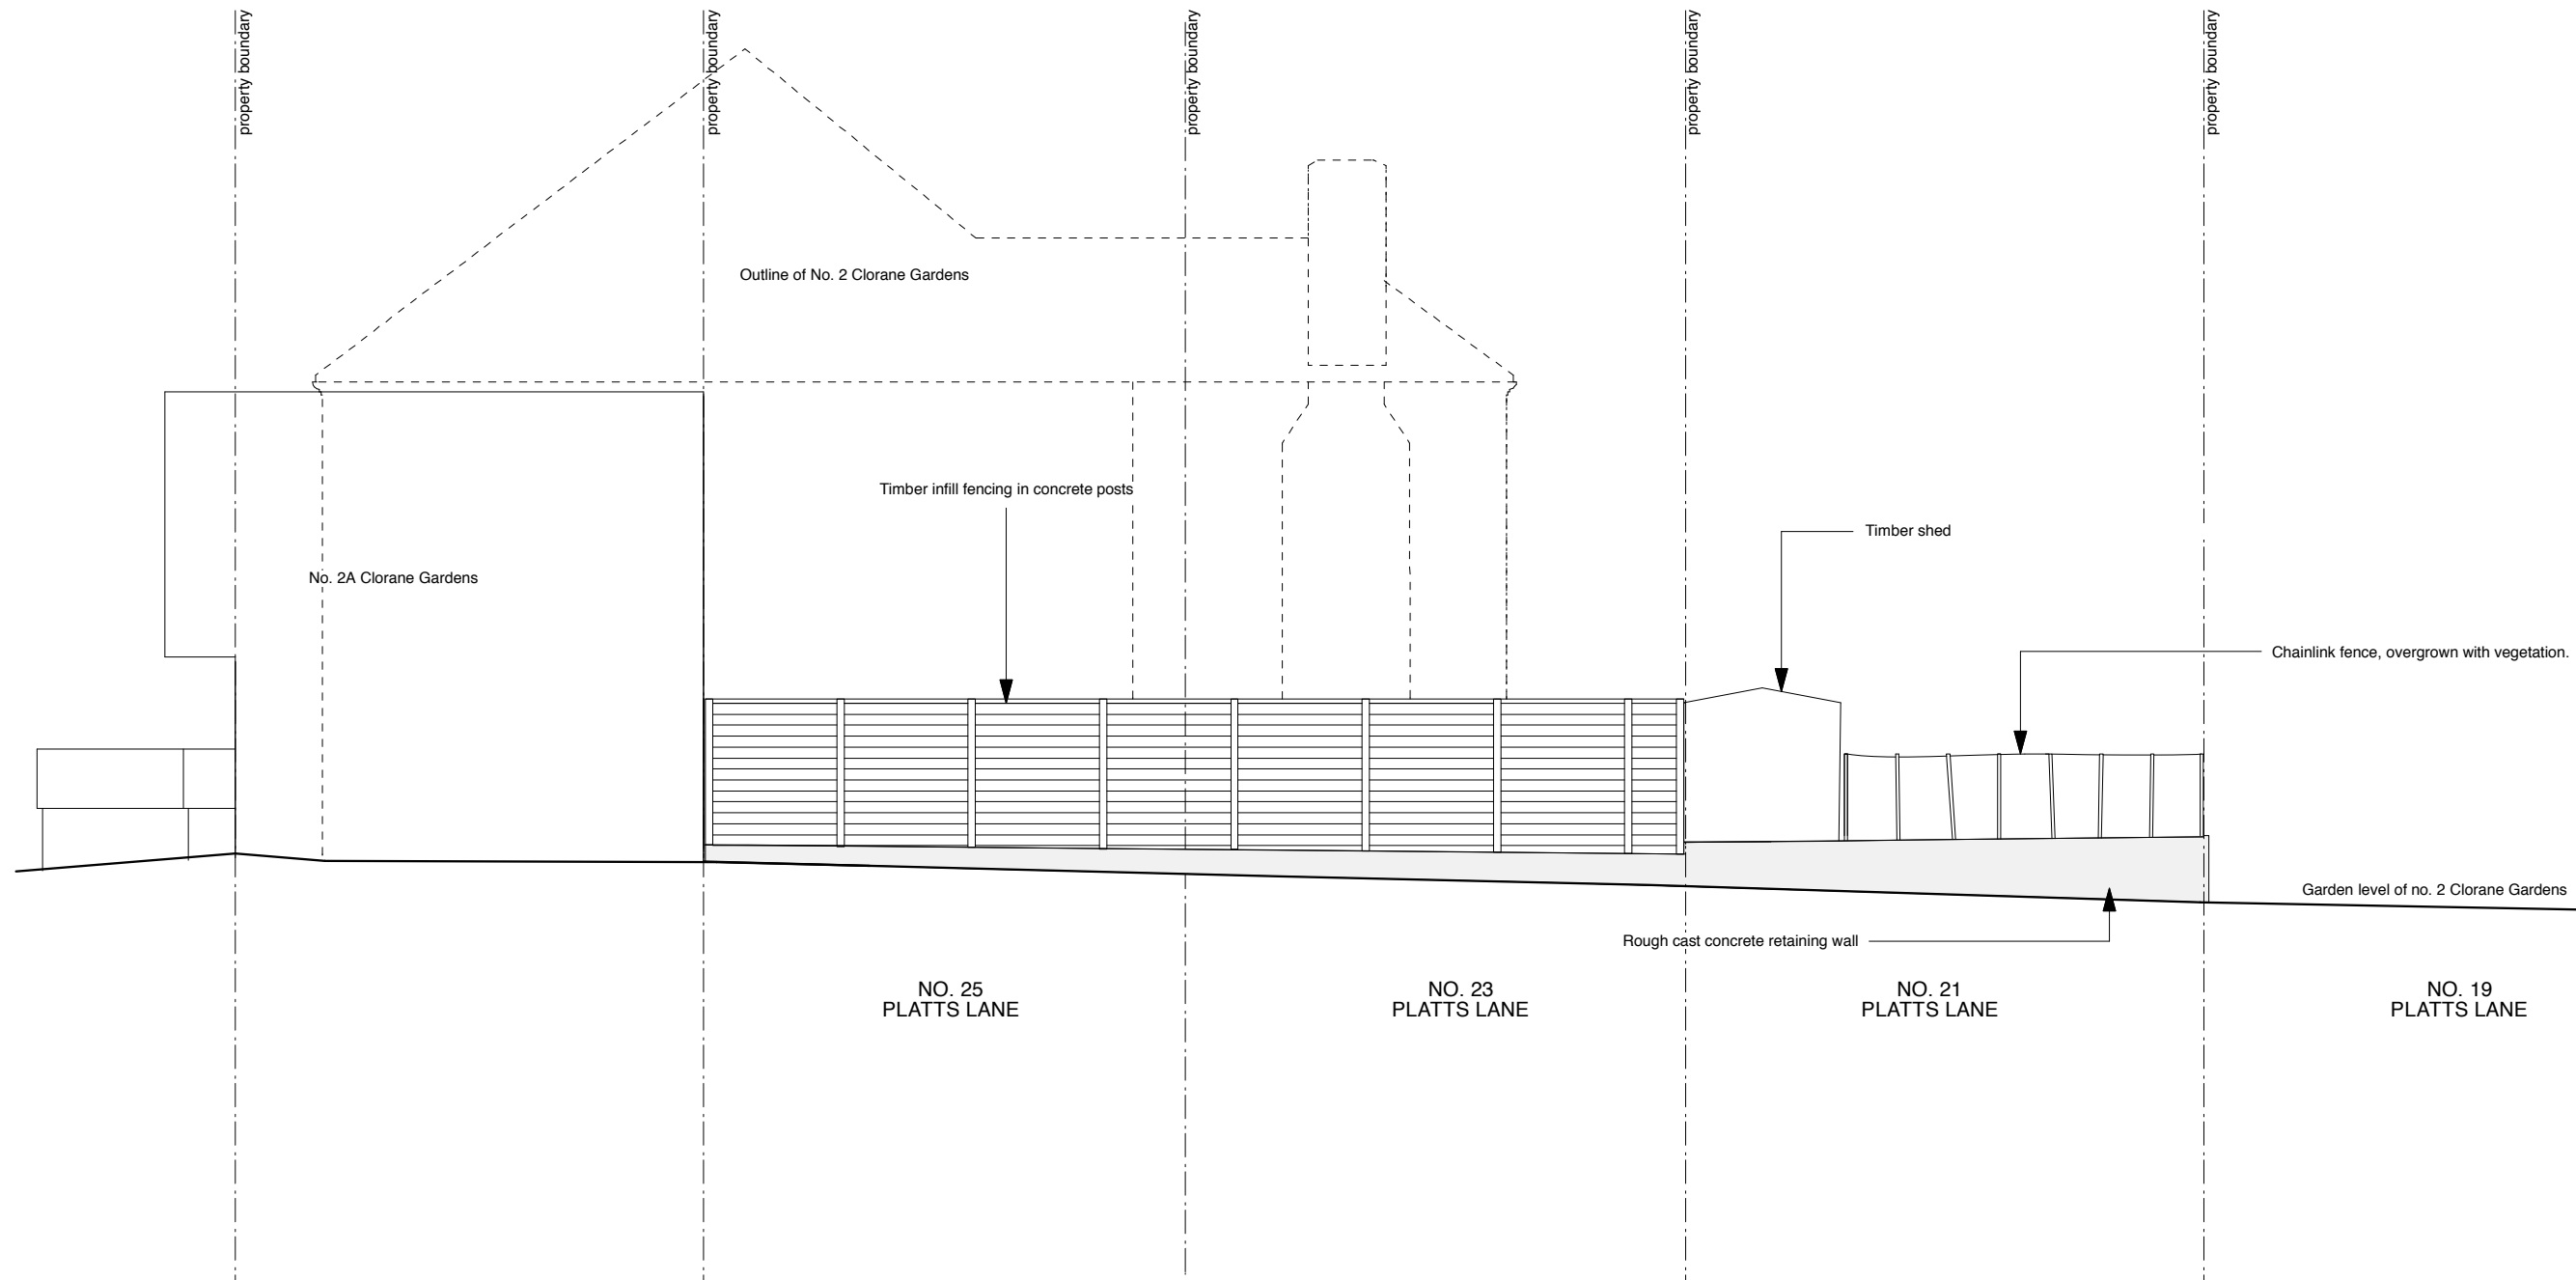 property boundary
property boundary
property boundary
property boundary
property boundary
Outline of No. 2 Clorane Gardens
Timber infill fencing in concrete posts
Timber shed
No. 2A Clorane Gardens
Chainlink fence, overgrown with vegetation.
Garden level of no. 2 Clorane Gardens
Rough cast concrete retaining wall
NO. 25
PLATTS LANE
NO. 23
PLATTS LANE
NO. 21
PLATTS LANE
NO. 19
PLATTS LANE